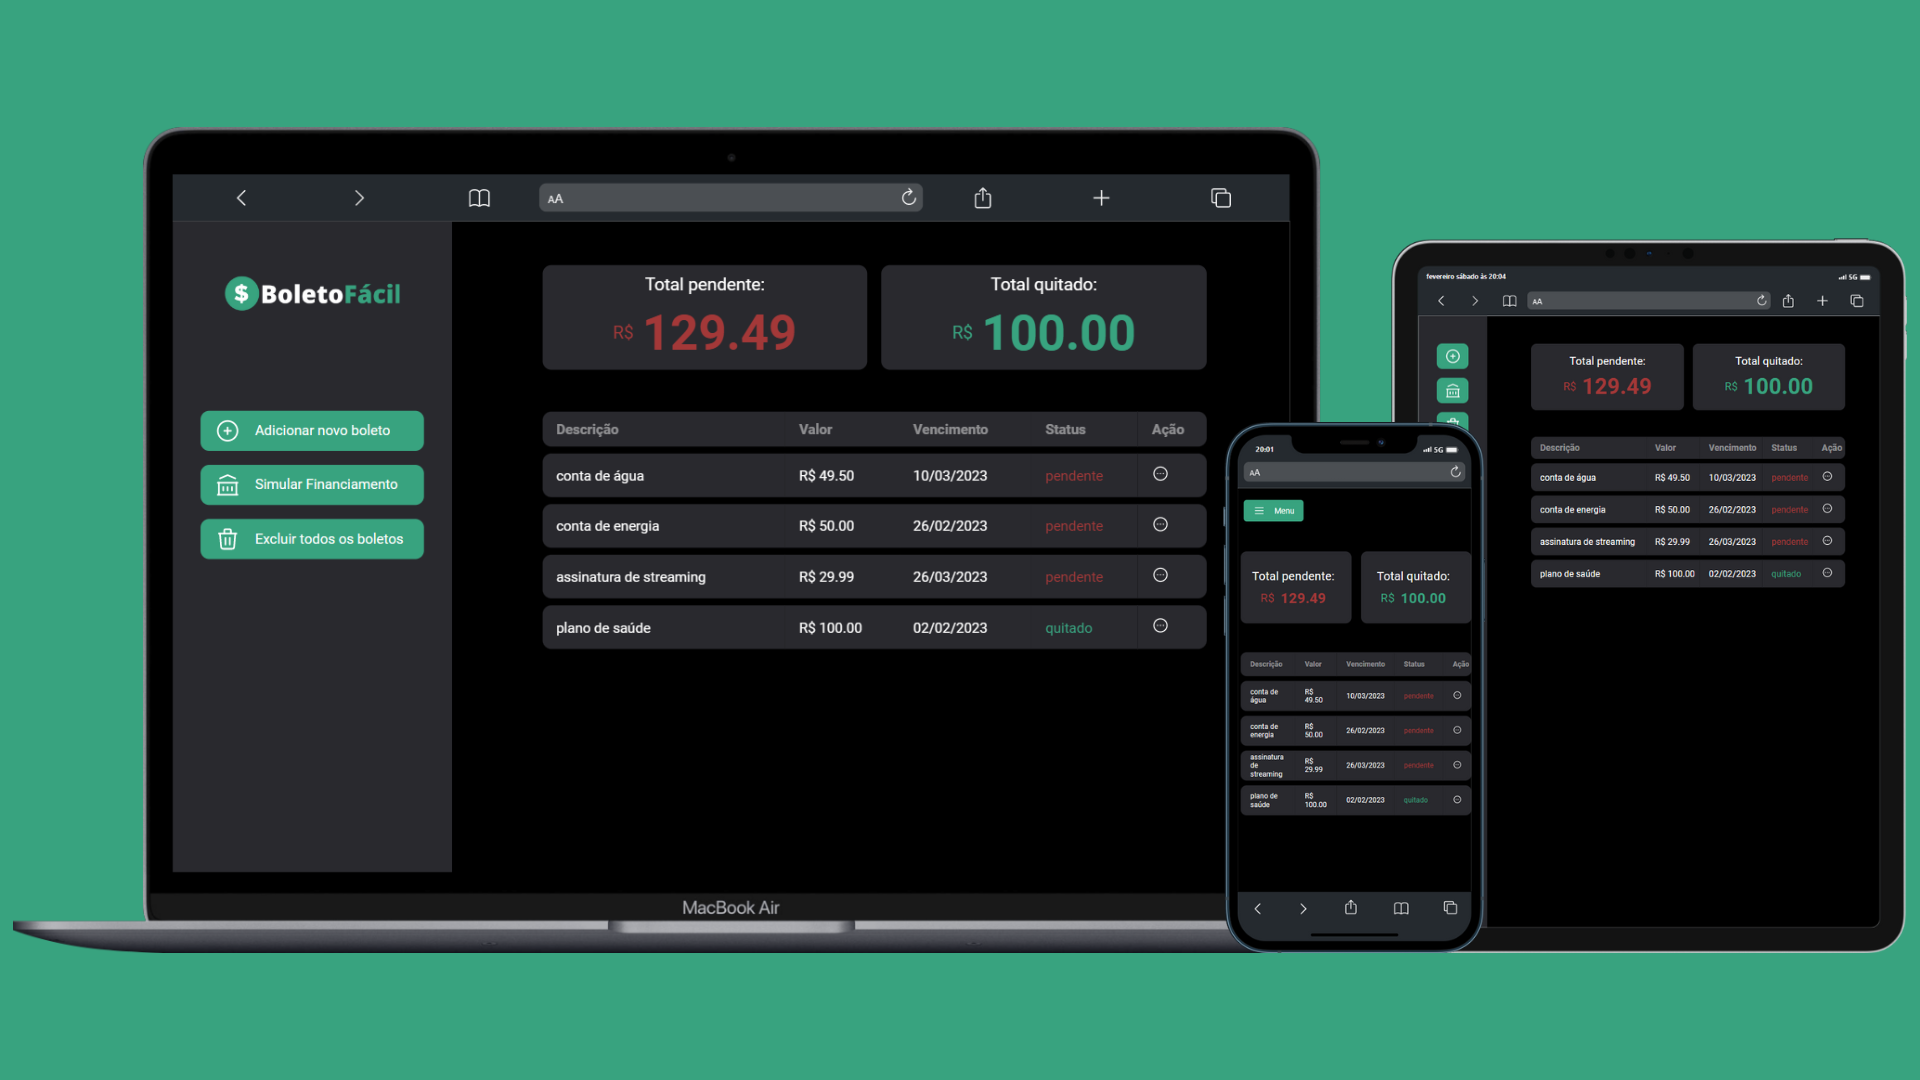 AA
BoletoFácil
Adicionar novo boleto
Simular Financiamento
Excluir todos os boletos
Total pendente:
R$ 129.49
Total quitado:
R$ 100.00
Descrição Valor Vencimento Status Ação
conta de água R$ 49.50 10/03/2023 pendente
conta de energia R$ 50.00 26/02/2023 pendente
assinatura de streaming R$ 29.99 26/03/2023 pendente
plano de saúde R$ 100.00 02/02/2023 quitado
MacBook Air
20:01 5G
AA
Menu
Total pendente:
R$ 129.49
Total quitado:
R$ 100.00
Descrição Valor Vencimento Status Ação
conta de
água
R$
49.50
10/03/2023 pendente
conta de
energia
R$
50.00
26/02/2023 pendente
assinatura
de
streaming
R$
29.99
26/03/2023 pendente
plano de
saúde
R$
100.00
02/02/2023 quitado
fevereiro sábado às 20:04 5G
AA
Total pendente:
R$ 129.49
Total quitado:
R$ 100.00
Descrição Valor Vencimento Status Ação
conta de água R$ 49.50 10/03/2023 pendente
conta de energia R$ 50.00 26/02/2023 pendente
assinatura de streaming R$ 29.99 26/03/2023 pendente
plano de saúde R$ 100.00 02/02/2023 quitado